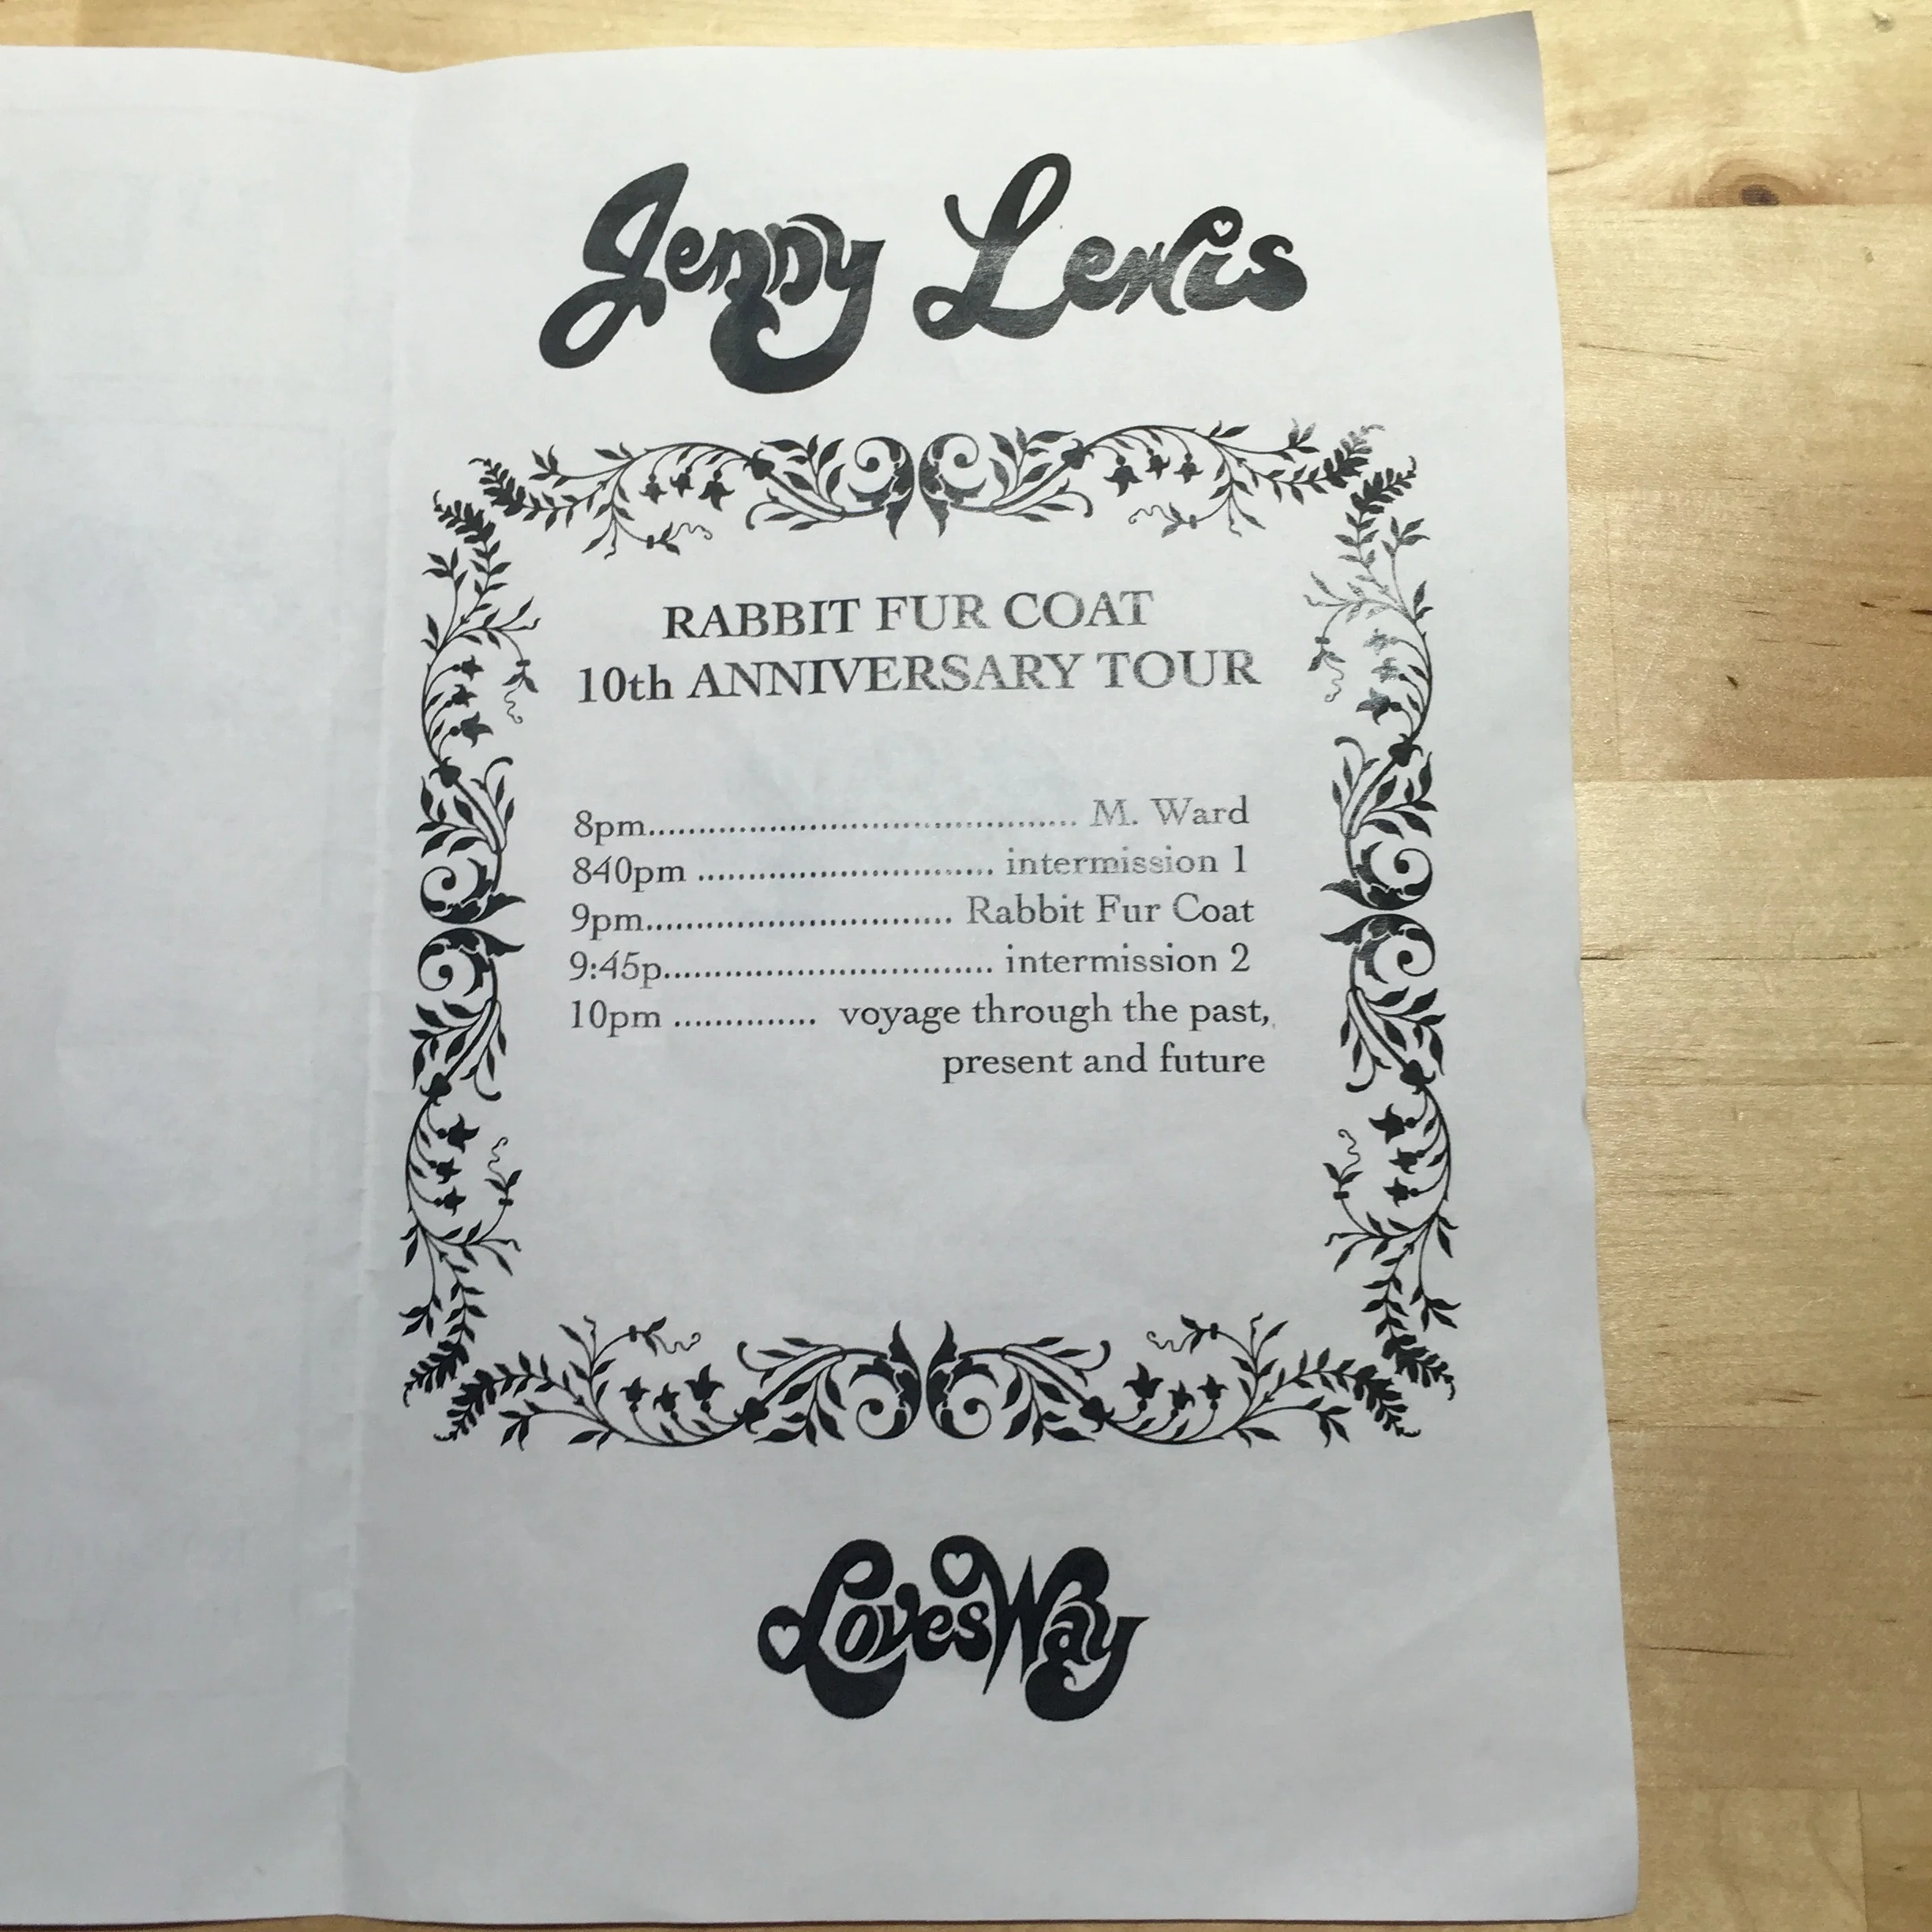 Jenny Lewis
RABBIT FUR COAT
10th ANNIVERSARY TOUR
8pm........................................... M. Ward
840pm .............................. intermission 1
9pm............................... Rabbit Fur Coat
9:45p................................. intermission 2
10pm .............. voyage through the past,
present and future
LovesWay